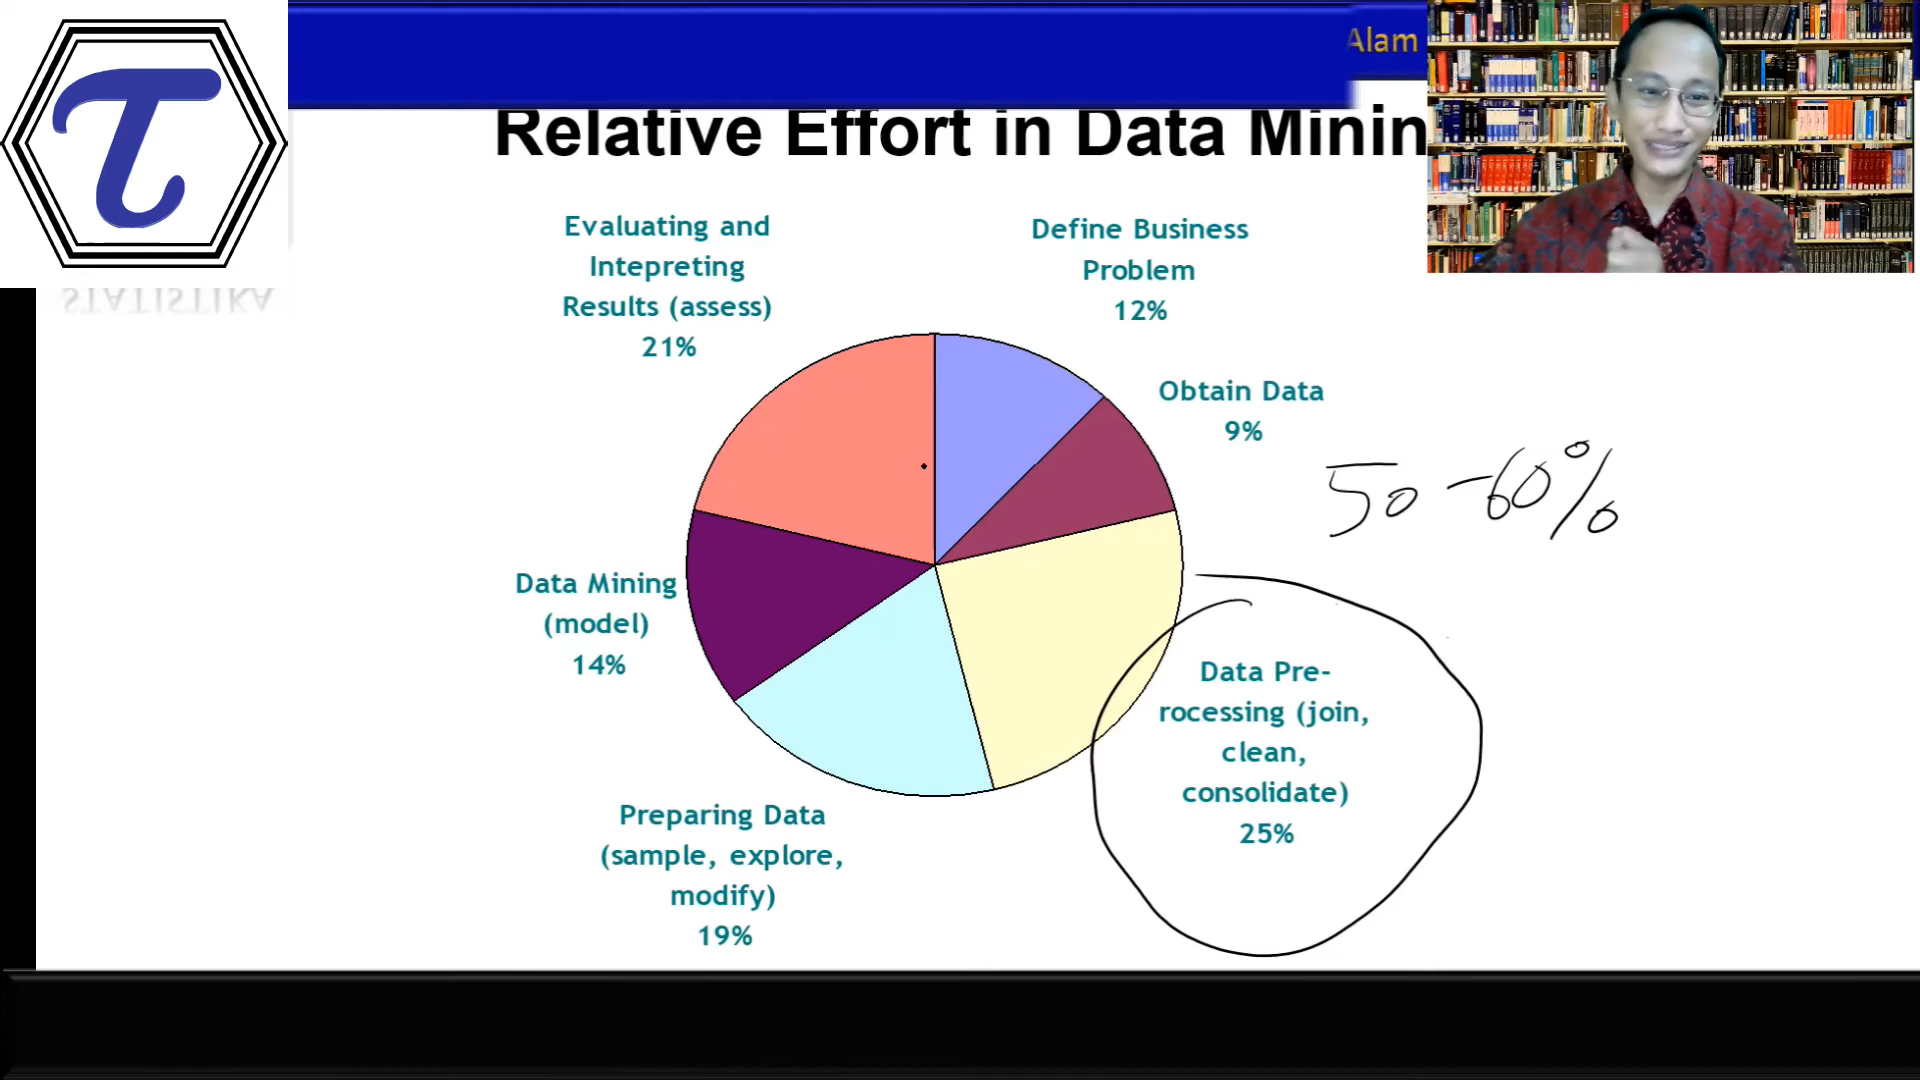 Alam
Relative Effort in Data Minin
Evaluating and
Intepreting
Results (assess)
21%
Define Business
Problem
12%
Obtain Data
9%
50-60%
Data Mining
(model)
14%
Data Pre-
rocessing (join,
clean,
consolidate)
25%
Preparing Data
(sample, explore,
modify)
19%
STATISTIKA